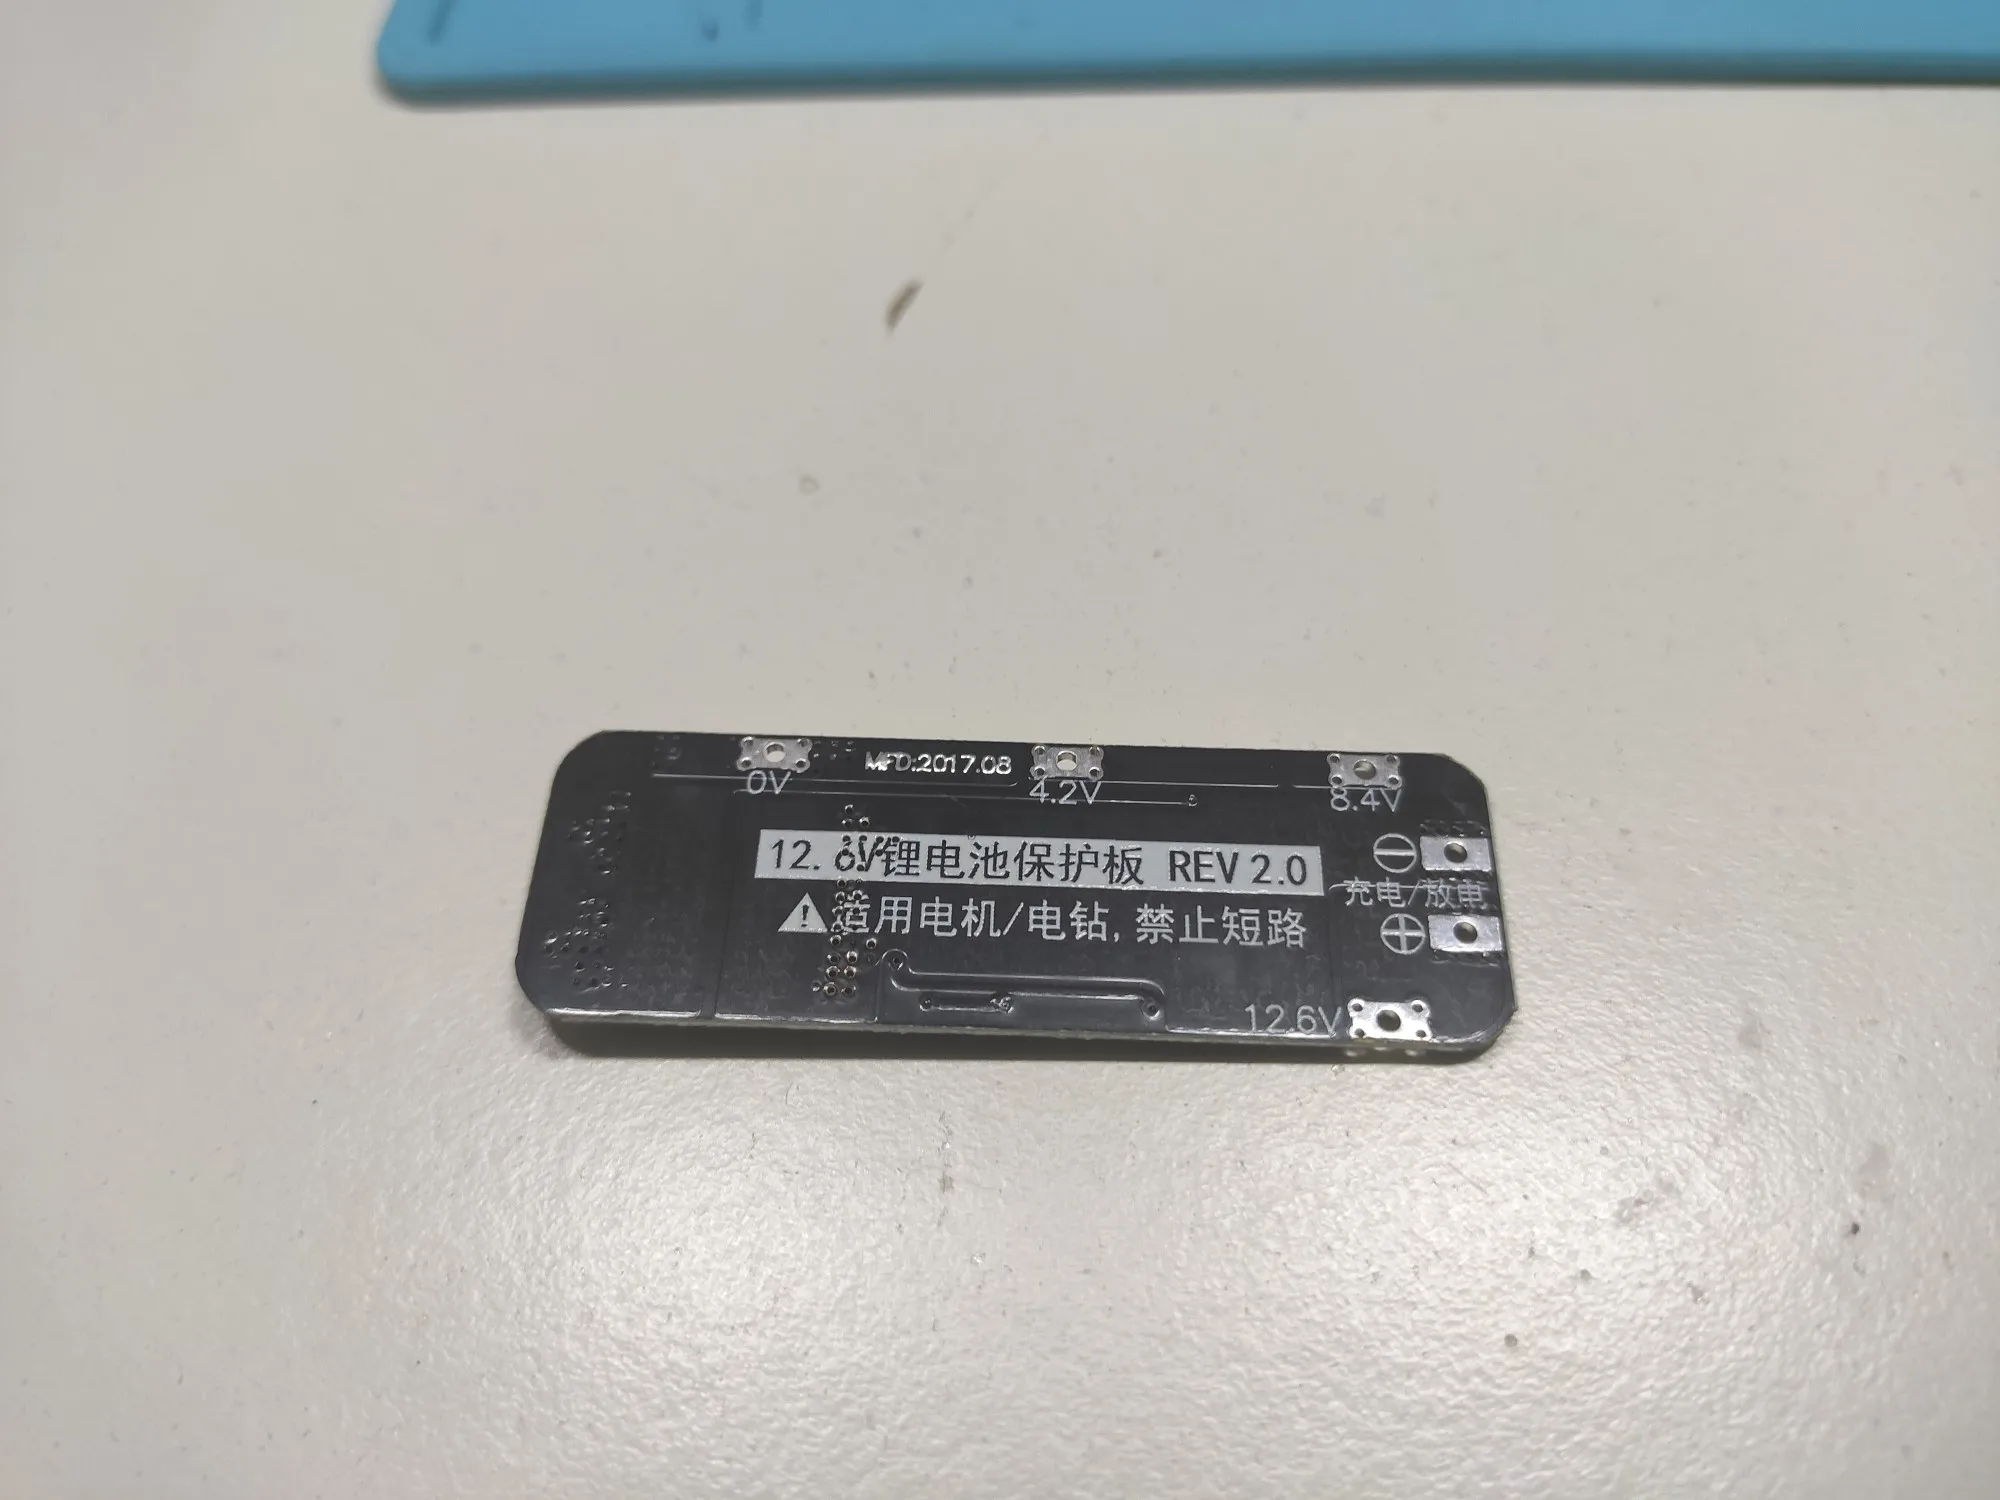 MFD:2017.08
0V
4.2V
8.4V
12.6V锂电池保护板 REV 2.0
充电/放电
适用电机/电钻,禁止短路
12.6V